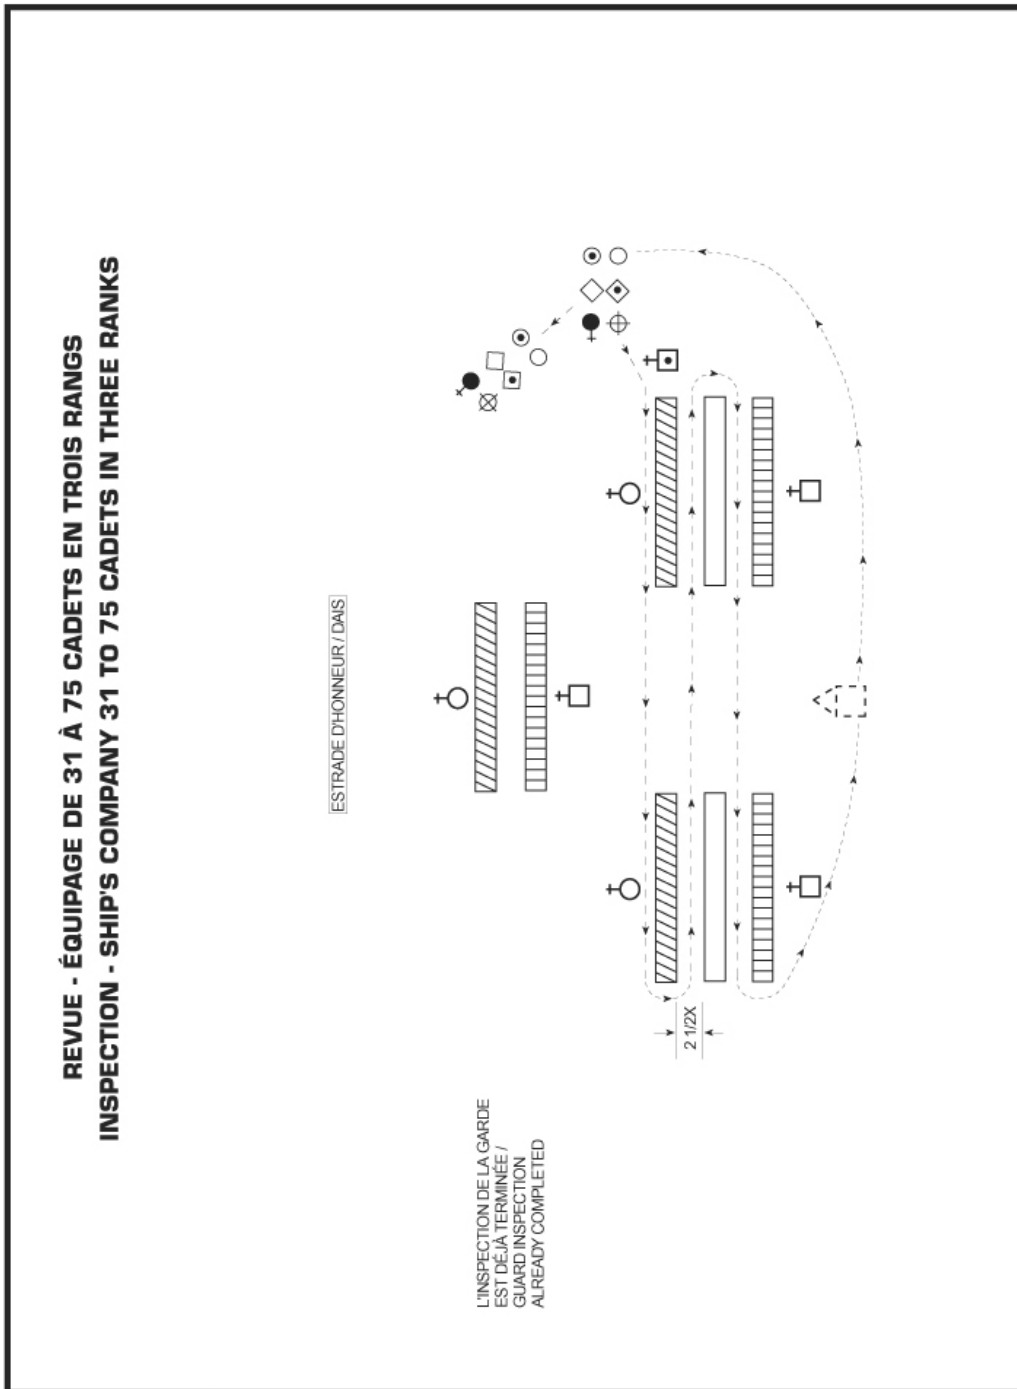 REVUE - ÉQUIPAGE DE 31 À 75 CADETS EN TROIS RANGS
INSPECTION - SHIP'S COMPANY 31 TO 75 CADETS IN THREE RANKS
ESTRADE D'HONNEUR / DAIS
L'INSPECTION DE LA GARDE
EST DÉJÀ TERMINÉE /
GUARD INSPECTION
ALREADY COMPLETED
2 1/2X